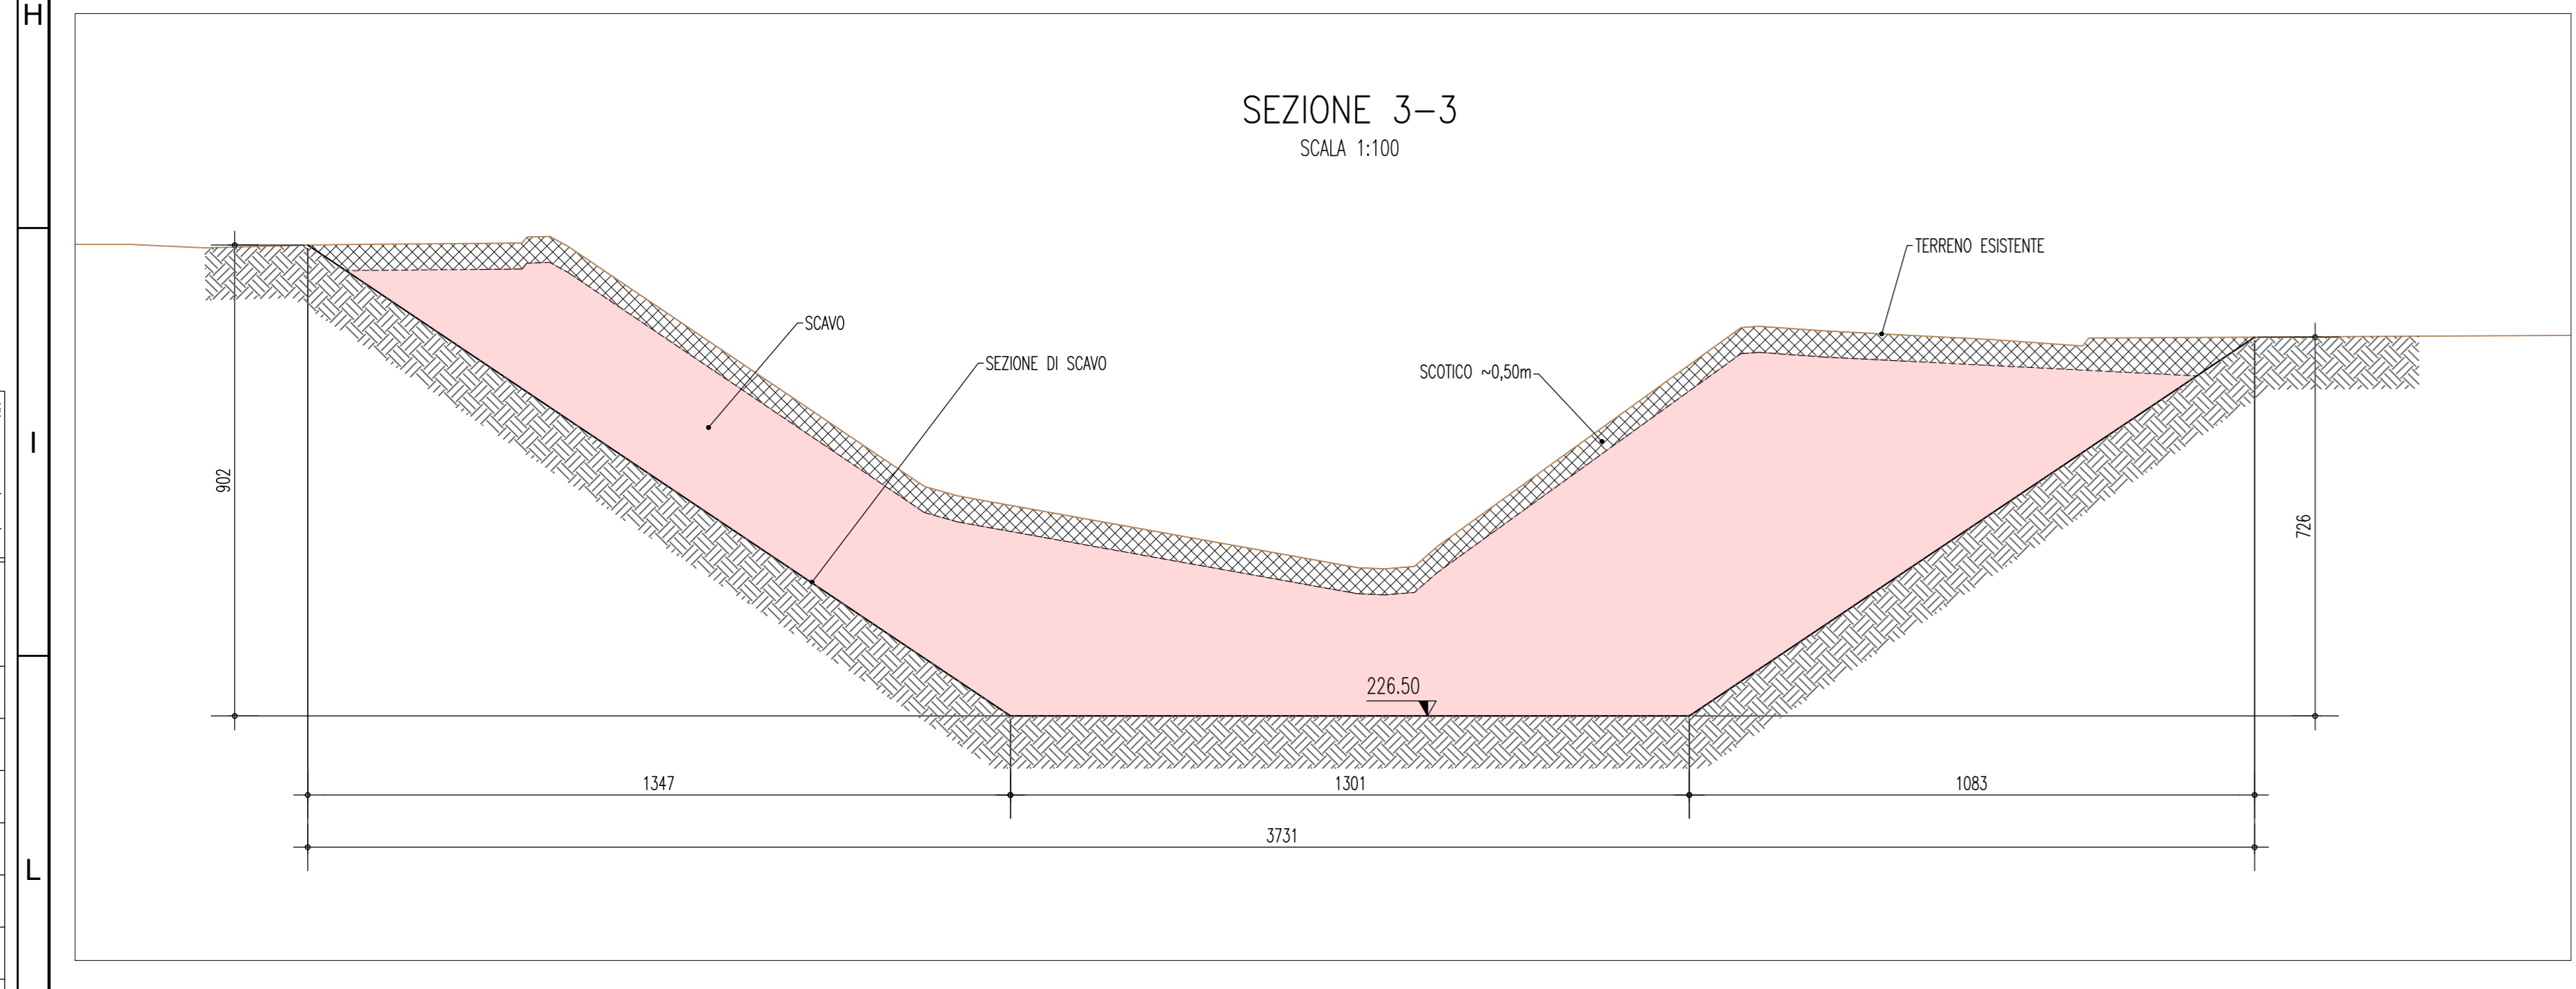 H
SEZIONE 3-3
SCALA 1:100
TERRENO ESISTENTE
SCAVO
SEZIONE DI SCAVO
SCOTICO ~0,50m
I
902
726
226.50
1347
1301
1083
3731
L